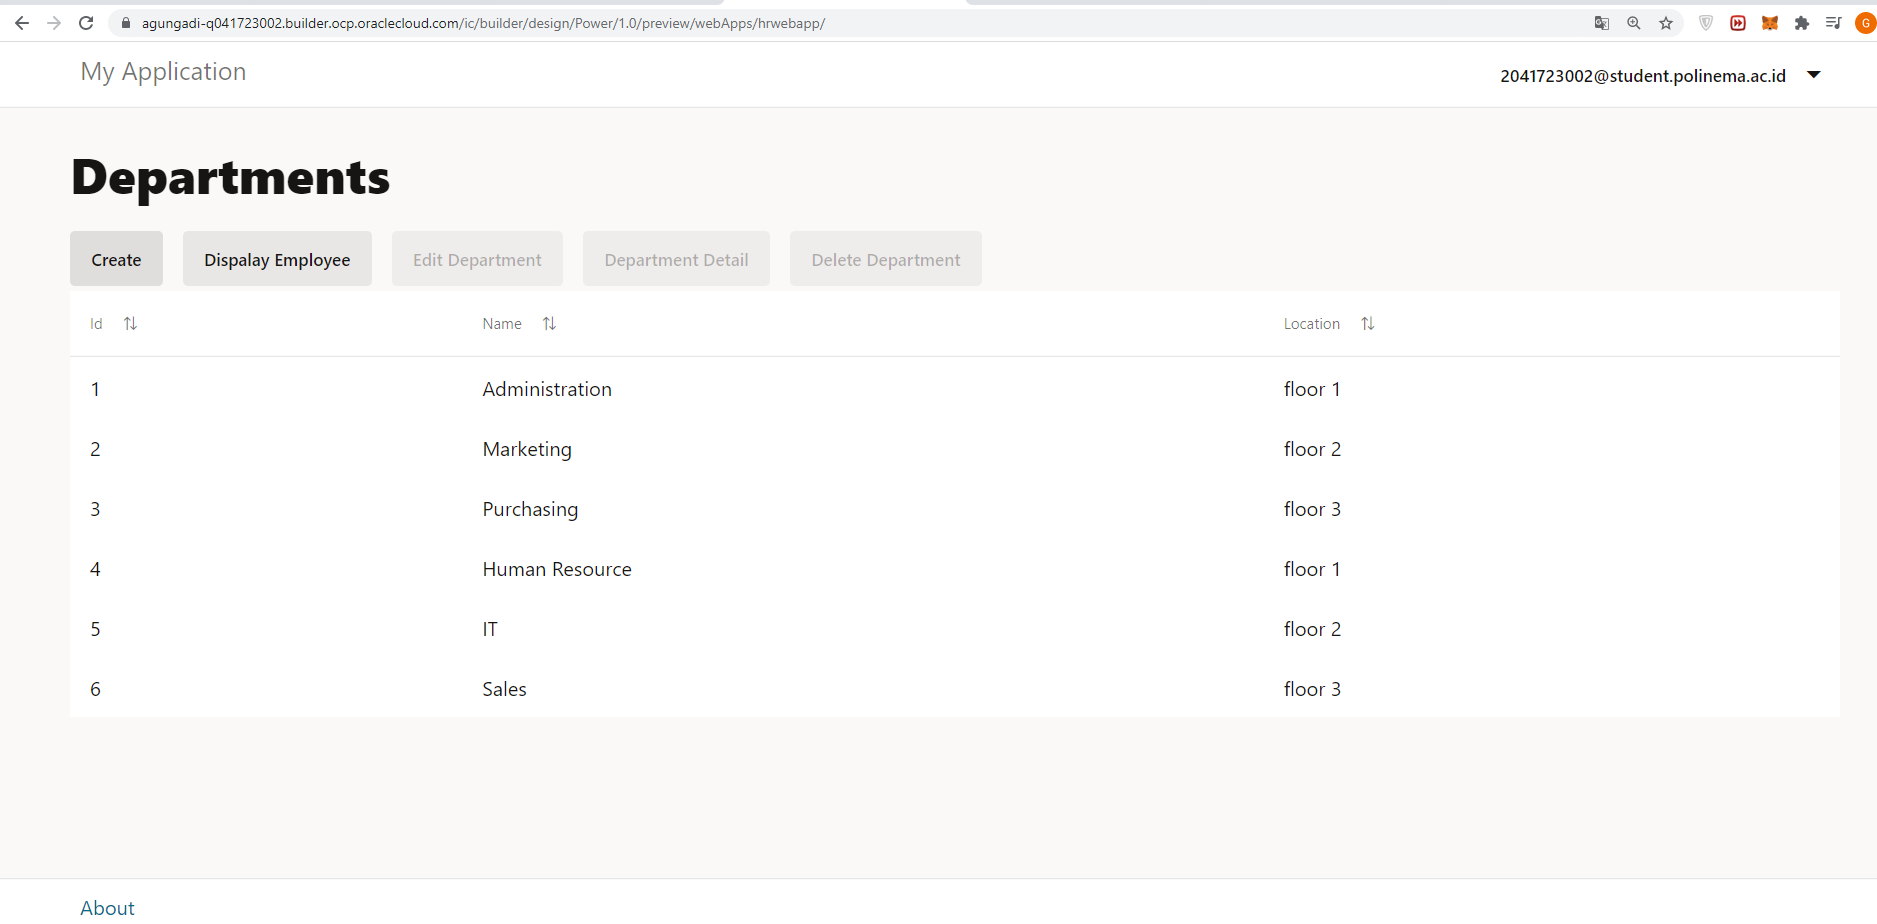 agungadi-q041723002.builder.ocp.oraclecloud.com/ic/builder/design/Power/1.0/preview/webApps/hrwebapp/
G
My Application
2041723002@student.polinema.ac.id
Departments
Create Dispalay Employee Edit Department Department Detail Delete Department
Id Name Location
1 Administration floor 1
2 Marketing floor 2
3 Purchasing floor 3
4 Human Resource floor 1
5 IT floor 2
6 Sales floor 3
About